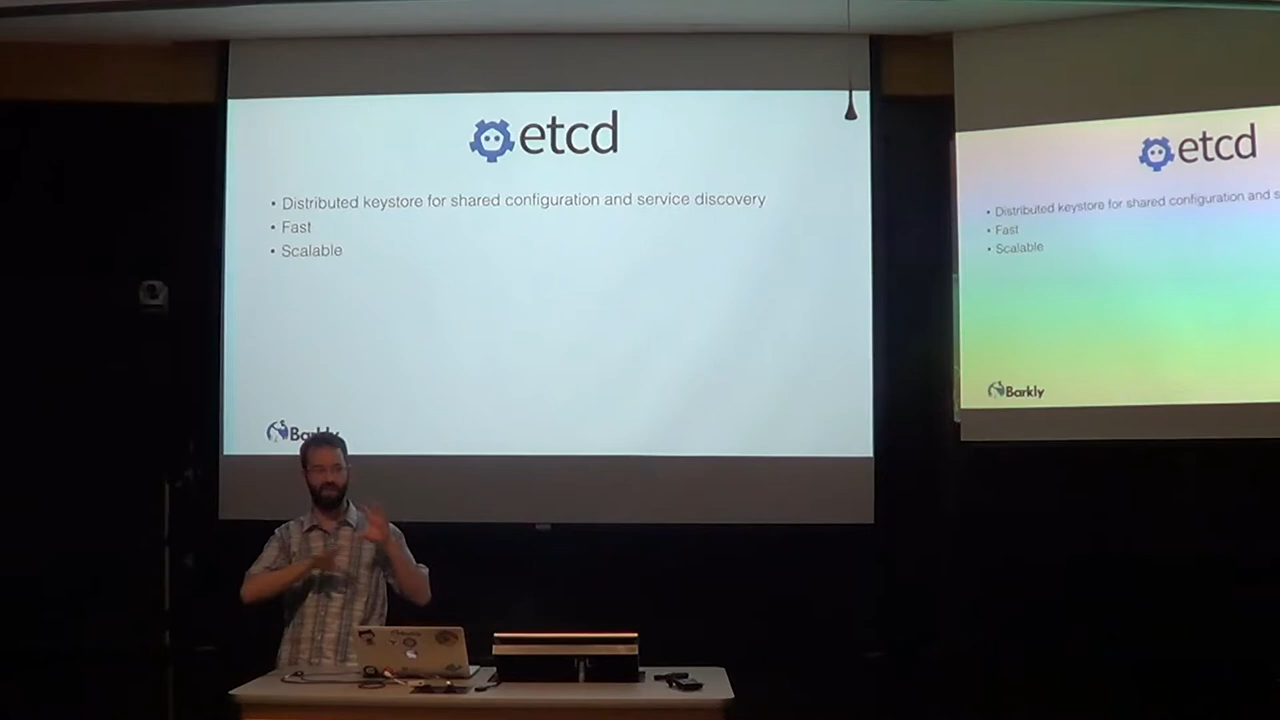 etcd
• Distributed keystore for shared configuration and service discovery
• Fast
• Scalable
Barkly
etcd
• Distributed keystore for shared configuration and s
• Fast
• Scalable
Barkly